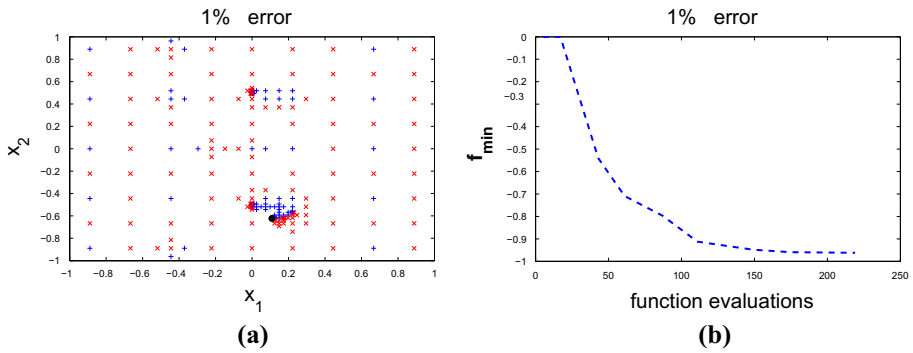 1% error
1
0.8
0.6
0.4
0.2
0
−0.2
−0.4
−0.6
−0.8
−1
−1 −0.8 −0.6 −0.4 −0.2 0 0.2 0.4 0.6 0.8 1
x_2
x_1
(a)
1% error
0
−0.1
−0.2
−0.3
−0.4
−0.5
−0.6
−0.7
−0.8
−0.9
−1
0 50 100 150 200 250
f_min
function evaluations
(b)